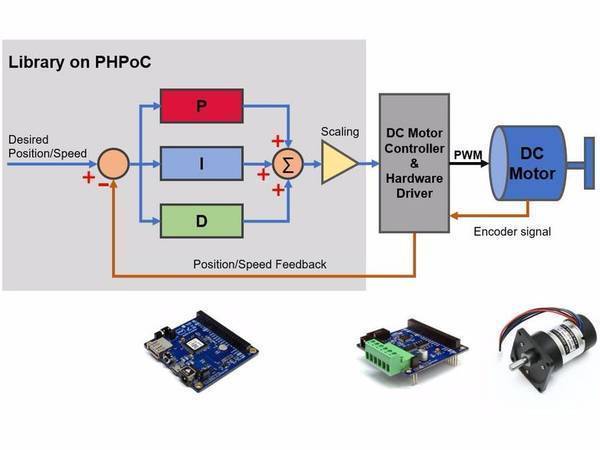 Library on PHPoC
P
Desired
Position/Speed
+
−
I
D
+
+
+
Σ
Scaling
DC Motor
Controller
&
Hardware
Driver
PWM
DC
Motor
Encoder signal
Position/Speed Feedback